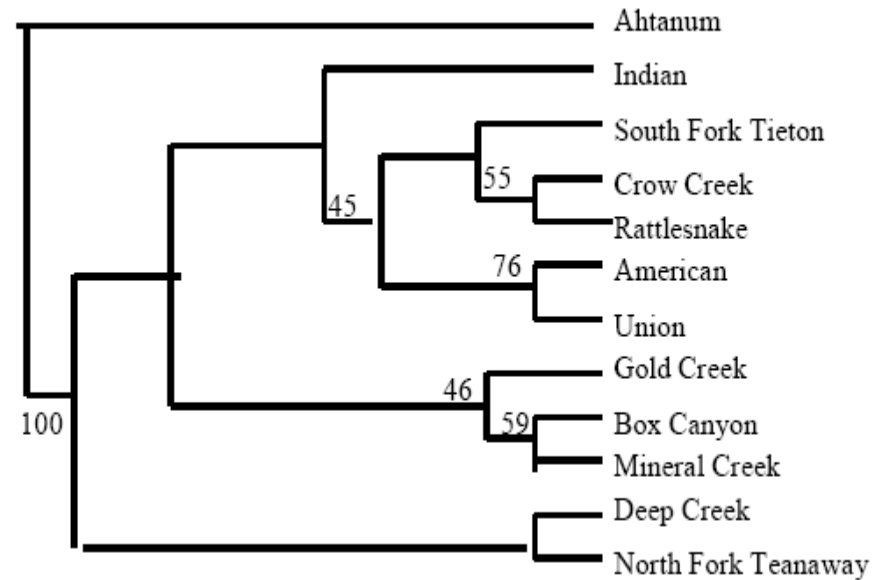 Ahtanum
Indian
South Fork Tieton
55
Crow Creek
45
Rattlesnake
76
American
Union
Gold Creek
46
59
Box Canyon
100
Mineral Creek
Deep Creek
North Fork Teanaway